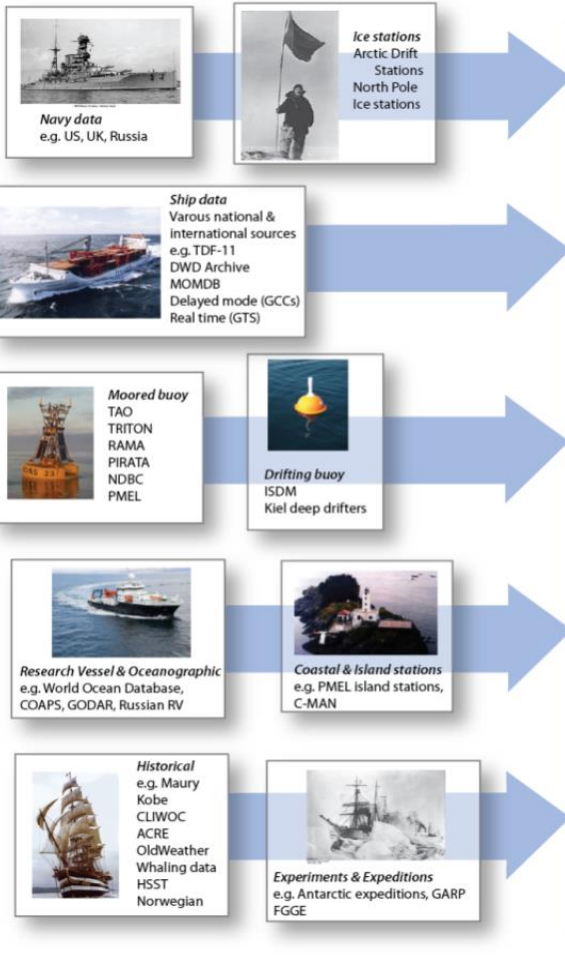 Navy data
e.g. US, UK, Russia
Ice stations
Arctic Drift
Stations
North Pole
Ice stations
Ship data
Varous national &
international sources
e.g. TDF-11
DWD Archive
MOMDB
Delayed mode (GCCs)
Real time (GTS)
Moored buoy
TAO
TRITON
RAMA
PIRATA
NDBC
PMEL
Drifting buoy
ISDM
Kiel deep drifters
Research Vessel & Oceanographic
e.g. World Ocean Database,
COAPS, GODAR, Russian RV
Coastal & Island stations
e.g. PMEL island stations,
C-MAN
Historical
e.g. Maury
Kobe
CLIWOC
ACRE
OldWeather
Whaling data
HSST
Norwegian
Experiments & Expeditions
e.g. Antarctic expeditions, GARP
FGGE